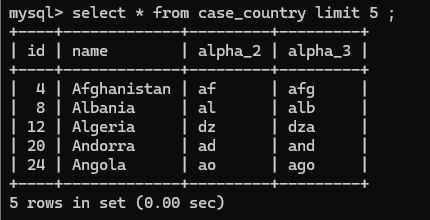 mysql> select * from case_country limit 5 ;
+----+-------------+---------+---------+
| id | name        | alpha_2 | alpha_3 |
+----+-------------+---------+---------+
|  4 | Afghanistan | af      | afg     |
|  8 | Albania     | al      | alb     |
| 12 | Algeria     | dz      | dza     |
| 20 | Andorra     | ad      | and     |
| 24 | Angola      | ao      | ago     |
+----+-------------+---------+---------+
5 rows in set (0.00 sec)